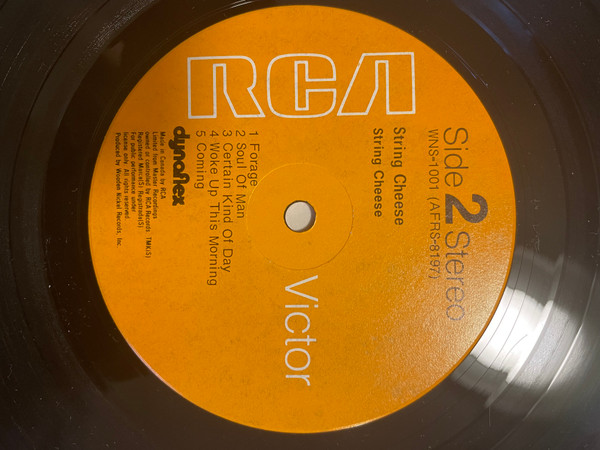 RCA
Victor
Side 2 Stereo
WNS-1001 (AFRS-8197)
String Cheese
String Cheese
1 Forage
2 Soul Of Man
3 Certain Kind Of Day
4 Woke Up This Morning
5 Coming
dynaflex
Made in Canada by RCA
Limited from Master Recordings
owned or controlled by RCA Records. TMK(S)
Registered Marca(s) Registrada(s)
For public performance under
license only. All rights reserved.
Produced by Wooden Nickel Records, Inc.